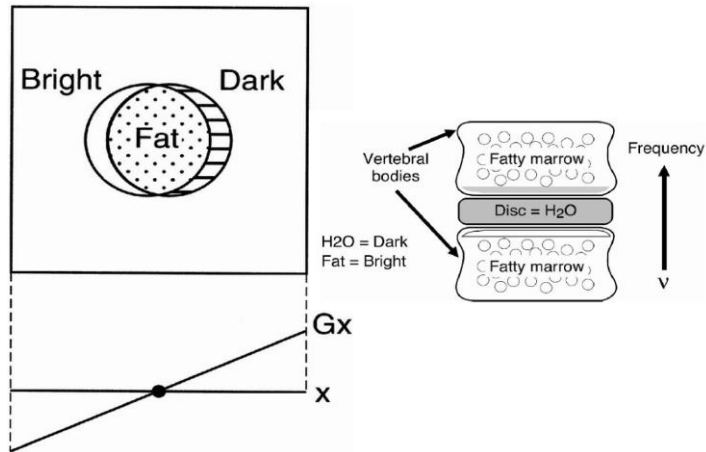 Bright
Dark
Fat
Gx
x
Vertebral
bodies
Fatty marrow
Frequency
Disc = H₂O
H2O = Dark
Fat = Bright
Fatty marrow
ν